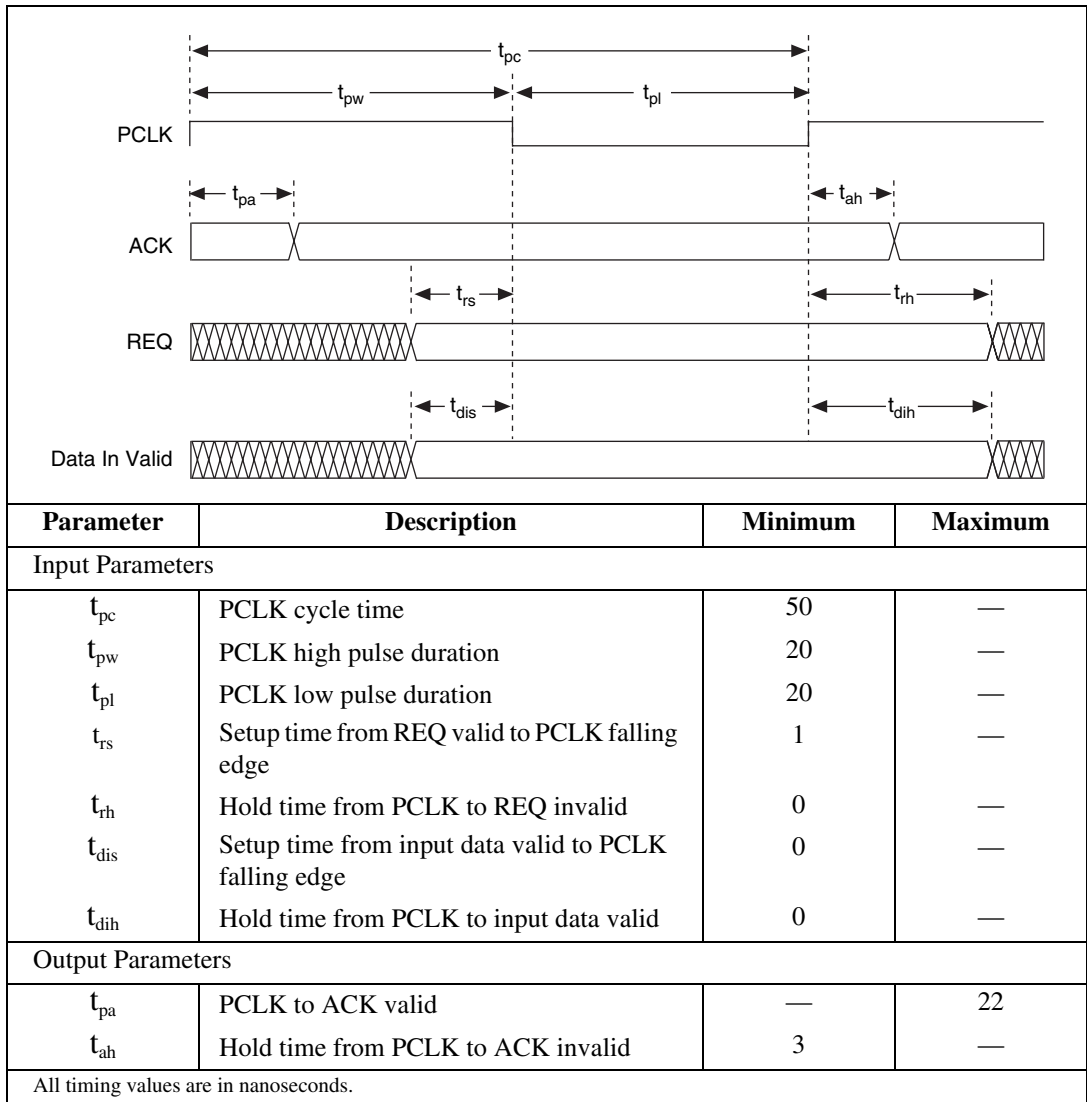 tpc
tpw tpl
PCLK
tpa tah
ACK
trs trh
REQ
tdis tdih
Data In Valid
Parameter Description Minimum Maximum
Input Parameters
tpc PCLK cycle time 50 —
tpw PCLK high pulse duration 20 —
tpl PCLK low pulse duration 20 —
trs Setup time from REQ valid to PCLK falling 1 —
edge
trh Hold time from PCLK to REQ invalid 0 —
tdis Setup time from input data valid to PCLK 0 —
falling edge
tdih Hold time from PCLK to input data valid 0 —
Output Parameters
tpa PCLK to ACK valid — 22
tah Hold time from PCLK to ACK invalid 3 —
All timing values are in nanoseconds.